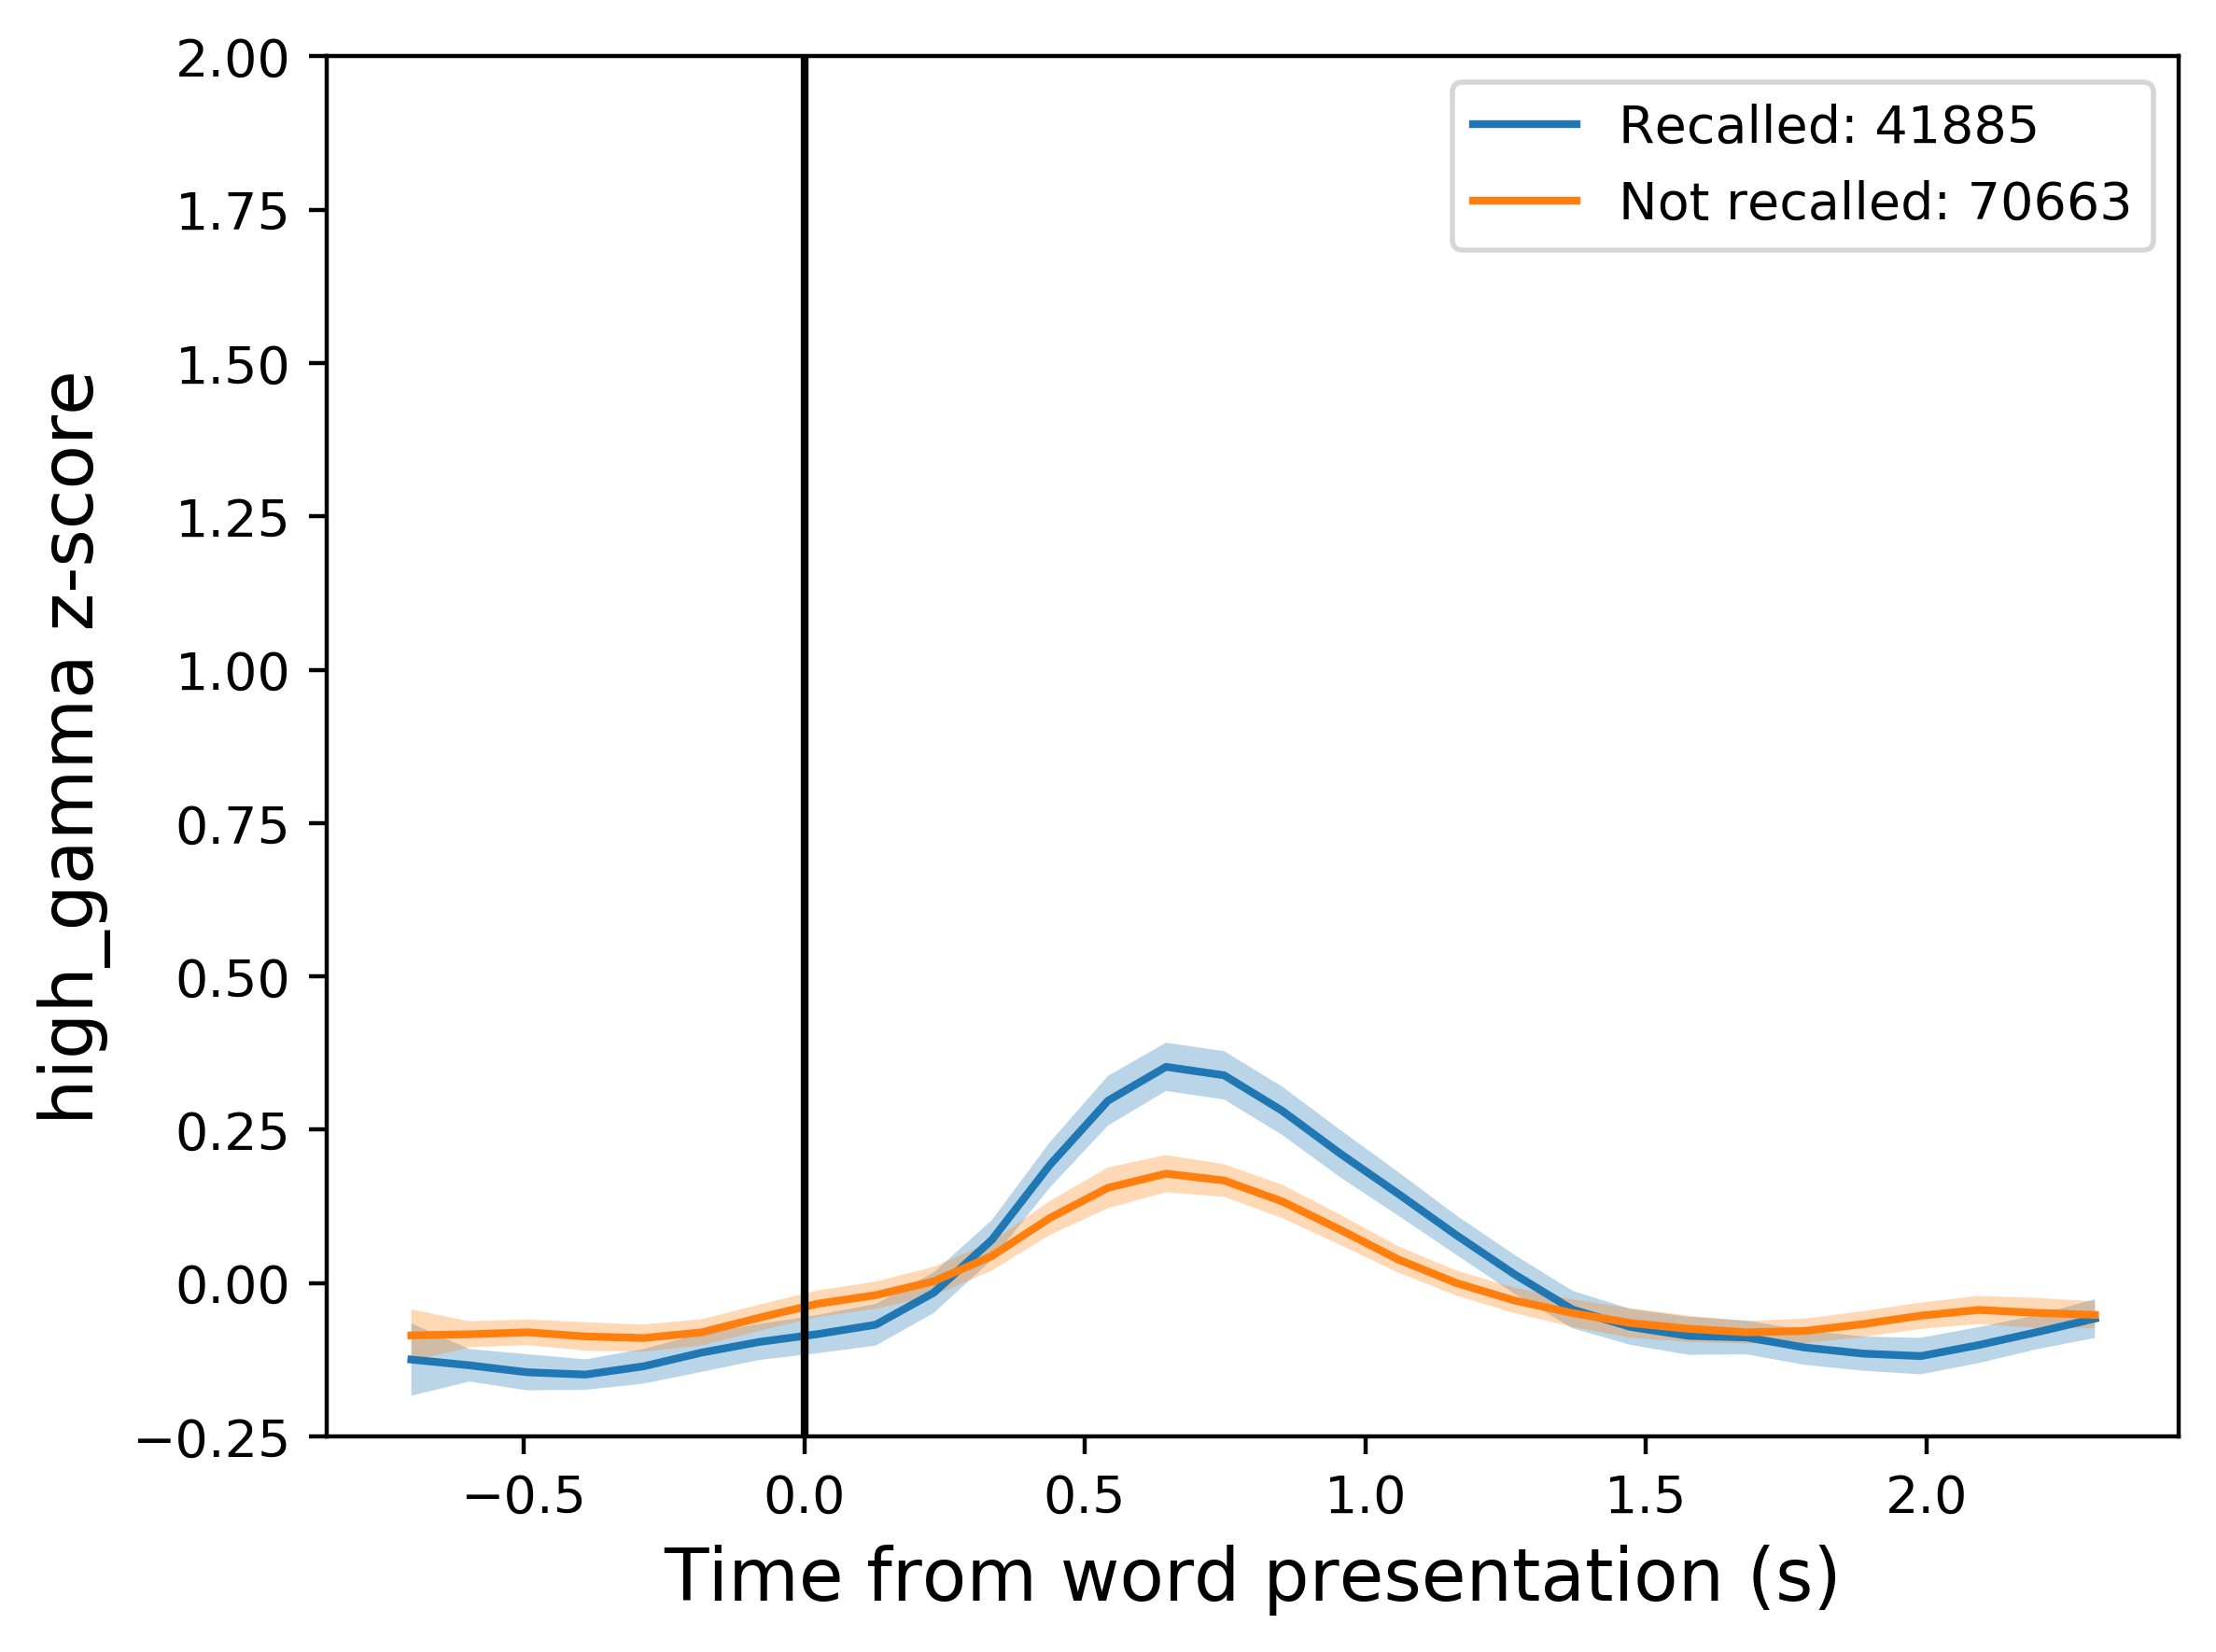 2.00
1.75
1.50
1.25
1.00
0.75
0.50
0.25
0.00
−0.25
high_gamma z-score
Recalled: 41885
Not recalled: 70663
−0.5 0.0 0.5 1.0 1.5 2.0
Time from word presentation (s)